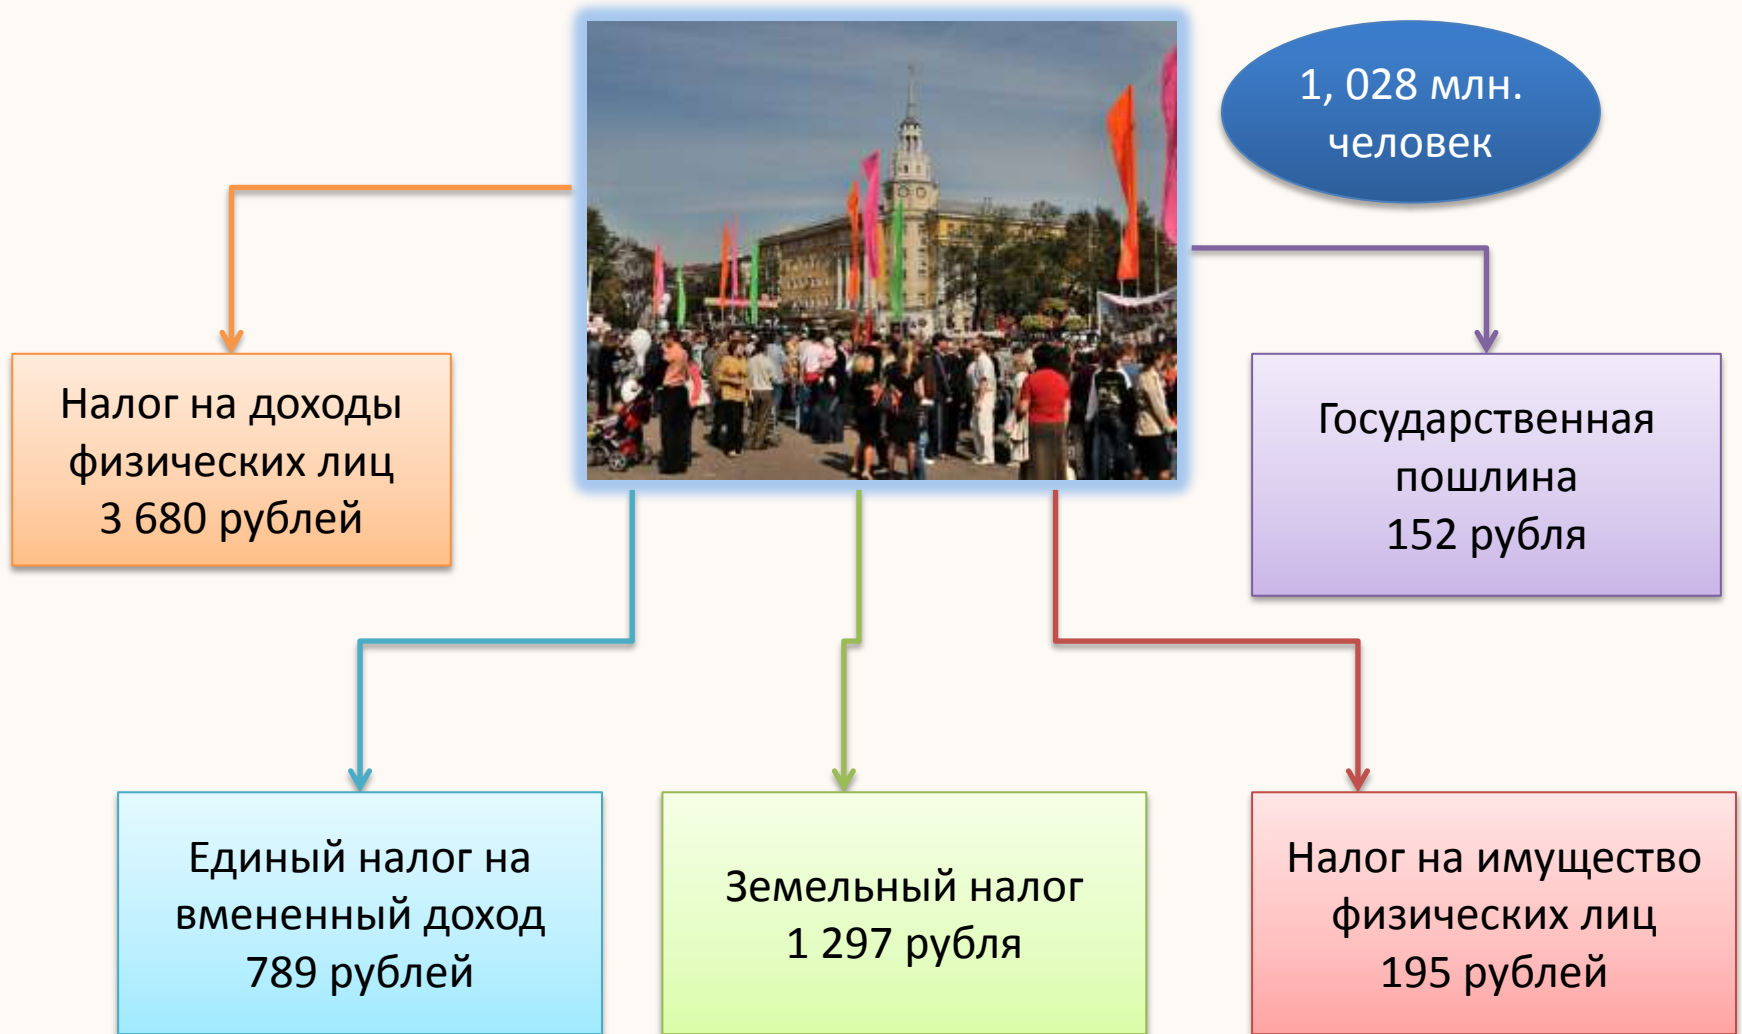 1, 028 млн.
человек
Налог на доходы
физических лиц
3 680 рублей
Государственная
пошлина
152 рубля
Единый налог на
вмененный доход
789 рублей
Земельный налог
1 297 рубля
Налог на имущество
физических лиц
195 рублей